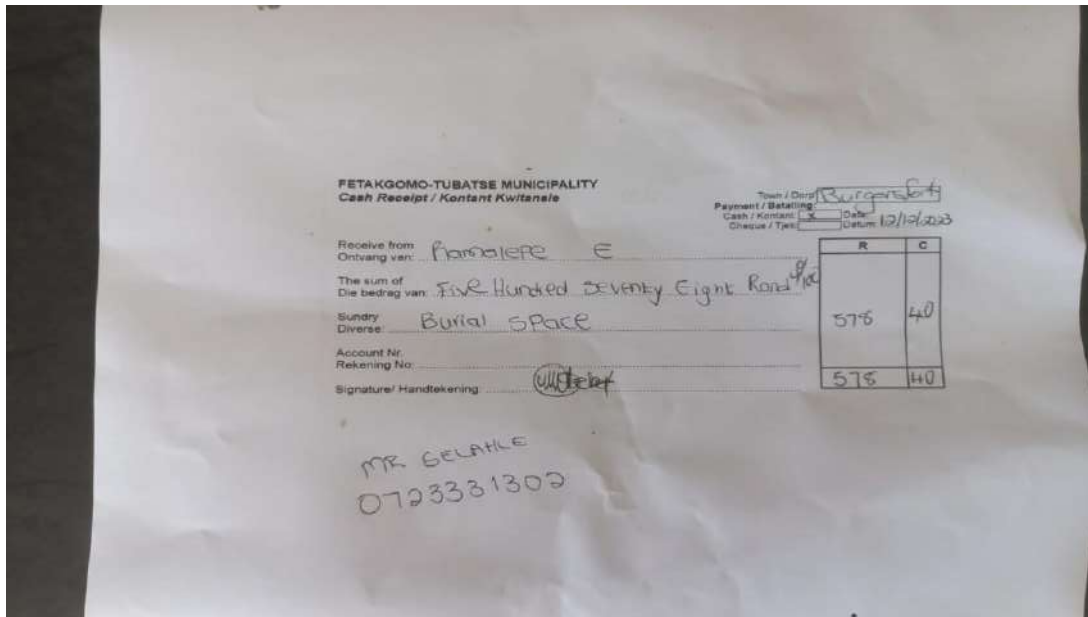 FETAKGOMO-TUBATSE MUNICIPALITY
Cash Receipt / Kontant Kwitansie
Town / Dorp Burgersfort
Payment / Betaling:
Cash / Kontant: X Date:
Cheque / Tjek: Datum: 12/12/2023
Receive from
Ontvang van: Ramalepe E
The sum of
Die bedrag van: Five Hundred Seventy Eight Rand
Sundry
Diverse: Burial Space
Account Nr.
Rekening No:
Signature/ Handtekening:
R C
578 40
578 40
MR SELAHLE
0723331302